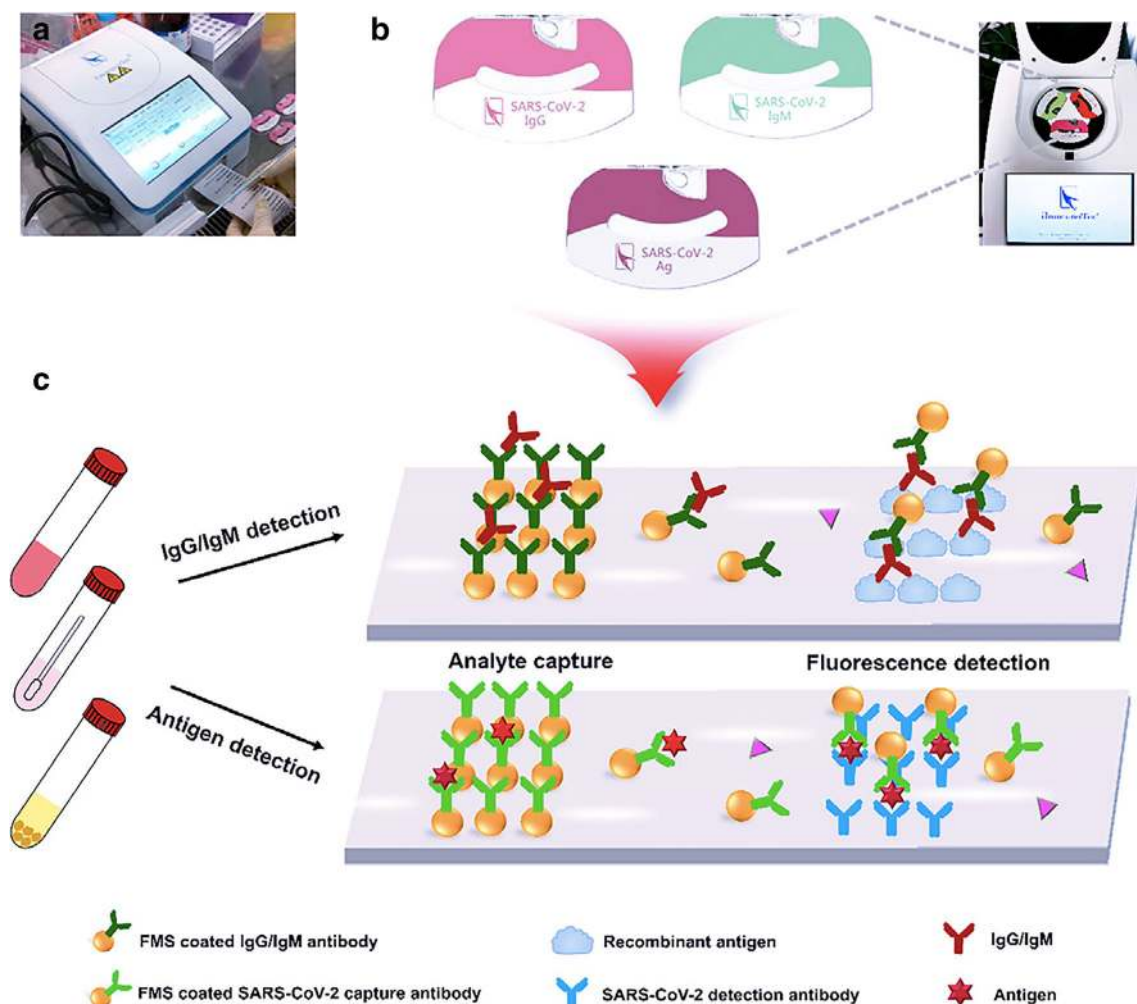 a
b
SARS-CoV-2
IgG
SARS-CoV-2
IgM
SARS-CoV-2
Ag
c
IgG/IgM detection
Antigen detection
Analyte capture
Fluorescence detection
FMS coated IgG/IgM antibody
Recombinant antigen
IgG/IgM
FMS coated SARS-CoV-2 capture antibody
SARS-CoV-2 detection antibody
Antigen